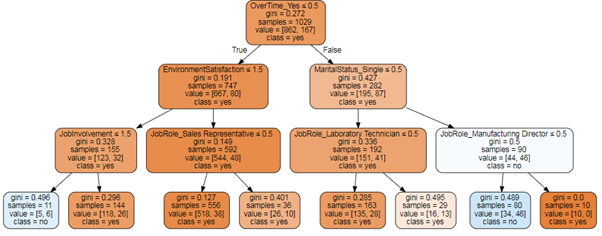 OverTime_Yes ≤ 0.5
gini = 0.272
samples = 1029
value = [862, 167]
class = yes
True
False
EnvironmentSatisfaction ≤ 1.5
gini = 0.191
samples = 747
value = [667, 80]
class = yes
MaritalStatus_Single ≤ 0.5
gini = 0.427
samples = 282
value = [195, 87]
class = yes
JobInvolvement ≤ 1.5
gini = 0.328
samples = 155
value = [123, 32]
class = yes
JobRole_Sales Representative ≤ 0.5
gini = 0.149
samples = 592
value = [544, 48]
class = yes
JobRole_Laboratory Technician ≤ 0.5
gini = 0.336
samples = 192
value = [151, 41]
class = yes
JobRole_Manufacturing Director ≤ 0.5
gini = 0.5
samples = 90
value = [44, 46]
class = no
gini = 0.496
samples = 11
value = [5, 6]
class = no
gini = 0.296
samples = 144
value = [118, 26]
class = yes
gini = 0.127
samples = 556
value = [518, 38]
class = yes
gini = 0.401
samples = 36
value = [26, 10]
class = yes
gini = 0.285
samples = 163
value = [135, 28]
class = yes
gini = 0.495
samples = 29
value = [16, 13]
class = yes
gini = 0.489
samples = 80
value = [34, 46]
class = no
gini = 0.0
samples = 10
value = [10, 0]
class = yes